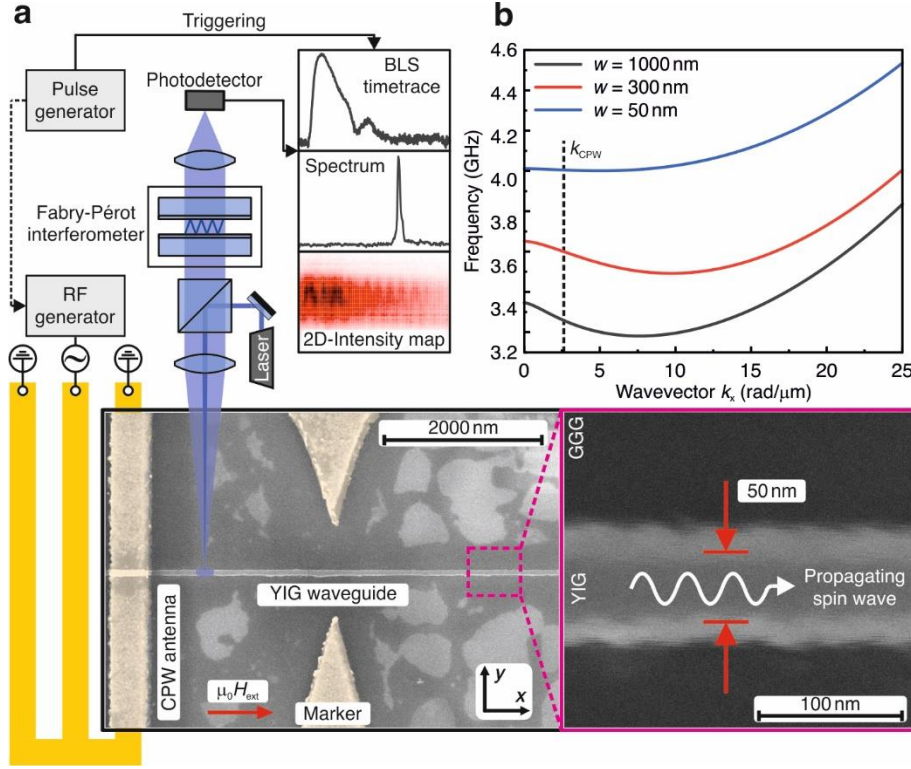 a
Triggering
Pulse
generator
Photodetector
BLS
timetrace
Spectrum
Fabry-Pérot
interferometer
RF
generator
Laser
2D-Intensity map
b
4.6
4.4
4.2
4.0
3.8
3.6
3.4
3.2
Frequency (GHz)
w = 1000 nm
w = 300 nm
w = 50 nm
k_CPW
0
5
10
15
20
25
Wavevector k_x (rad/μm)
2000 nm
CPW antenna
YIG waveguide
μ₀H_ext
Marker
y
x
GGG
YIG
50 nm
Propagating
spin wave
100 nm